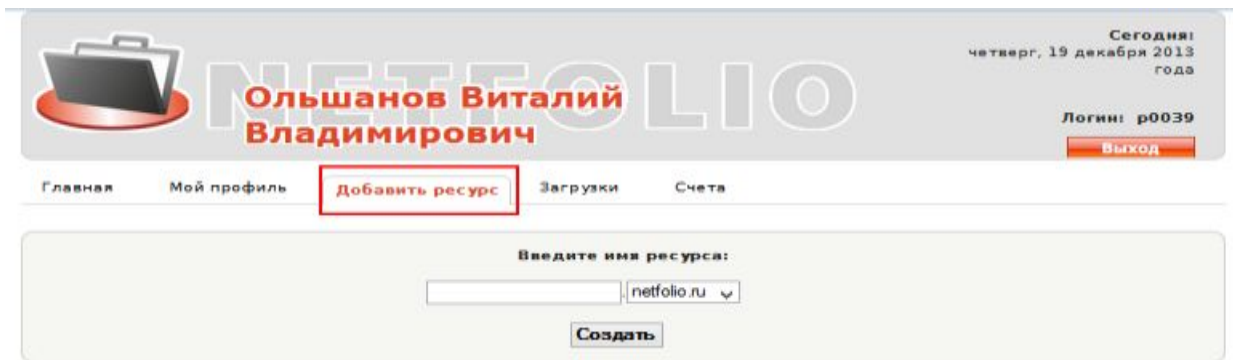 Сегодня:
четверг, 19 декабря 2013
года
NETFOLIO
Ольшанов Виталий
Владимирович
Логин: p0039
Выход
Главная Мой профиль Добавить ресурс Загрузки Счета
Введите имя ресурса:
.netfolio.ru
Создать